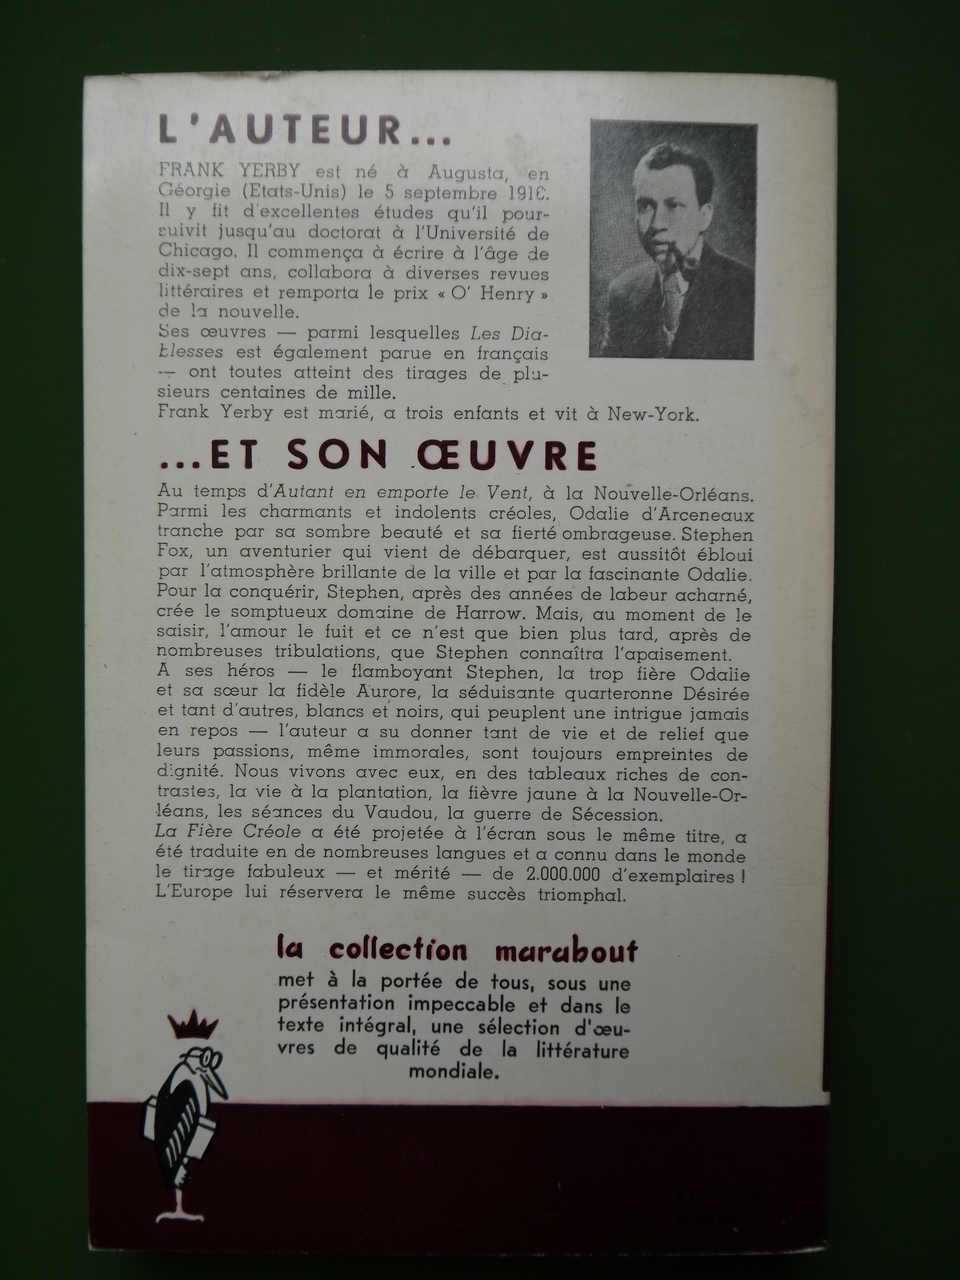 L'AUTEUR...
FRANK YERBY est né à Augusta, en
Géorgie (Etats-Unis) le 5 septembre 1916.
Il y fit d'excellentes études qu'il pour-
suivit jusqu'au doctorat à l'Université de
Chicago. Il commença à écrire à l'âge de
dix-sept ans, collabora à diverses revues
littéraires et remporta le prix « O' Henry »
de la nouvelle.
Ses œuvres — parmi lesquelles Les Dia-
blesses est également parue en français
— ont toutes atteint des tirages de plu-
sieurs centaines de mille.
Frank Yerby est marié, a trois enfants et vit à New-York.
...ET SON ŒUVRE
Au temps d'Autant en emporte le Vent, à la Nouvelle-Orléans.
Parmi les charmants et indolents créoles, Odalie d'Arceneaux
tranche par sa sombre beauté et sa fierté ombrageuse. Stephen
Fox, un aventurier qui vient de débarquer, est aussitôt ébloui
par l'atmosphère brillante de la ville et par la fascinante Odalie.
Pour la conquérir, Stephen, après des années de labeur acharné,
crée le somptueux domaine de Harrow. Mais, au moment de le
saisir, l'amour le fuit et ce n'est que bien plus tard, après de
nombreuses tribulations, que Stephen connaîtra l'apaisement.
A ses héros — le flamboyant Stephen, la trop fière Odalie
et sa sœur la fidèle Aurore, la séduisante quarteronne Désirée
et tant d'autres, blancs et noirs, qui peuplent une intrigue jamais
en repos — l'auteur a su donner tant de vie et de relief que
leurs passions, même immorales, sont toujours empreintes de
dignité. Nous vivons avec eux, en des tableaux riches de con-
trastes, la vie à la plantation, la fièvre jaune à la Nouvelle-Or-
léans, les séances du Vaudou, la guerre de Sécession.
La Fière Créole a été projetée à l'écran sous le même titre, a
été traduite en de nombreuses langues et a connu dans le monde
le tirage fabuleux — et mérité — de 2.000.000 d'exemplaires !
L'Europe lui réservera le même succès triomphal.
la collection marabout
met à la portée de tous, sous une
présentation impeccable et dans le
texte intégral, une sélection d'œu-
vres de qualité de la littérature
mondiale.